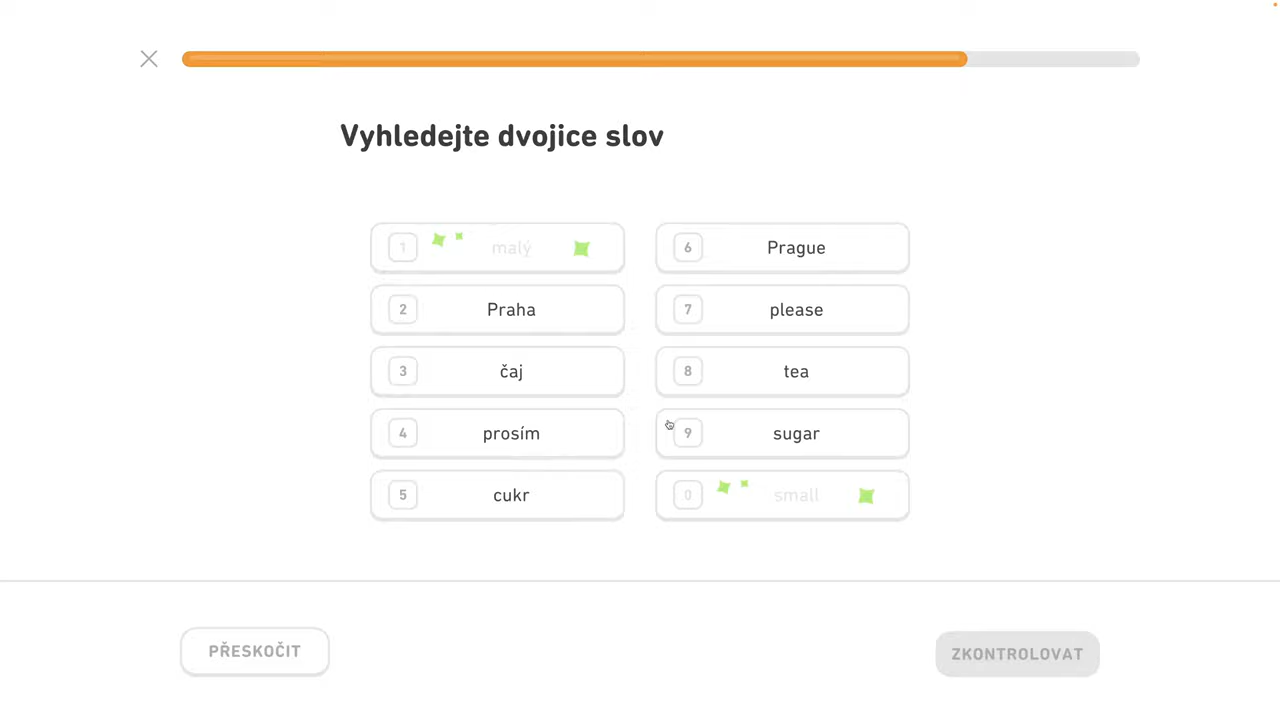 Vyhledejte dvojice slov
1 malý
6 Prague
2 Praha
7 please
3 čaj
8 tea
4 prosím
9 sugar
5 cukr
0 small
PŘESKOČIT
ZKONTROLOVAT